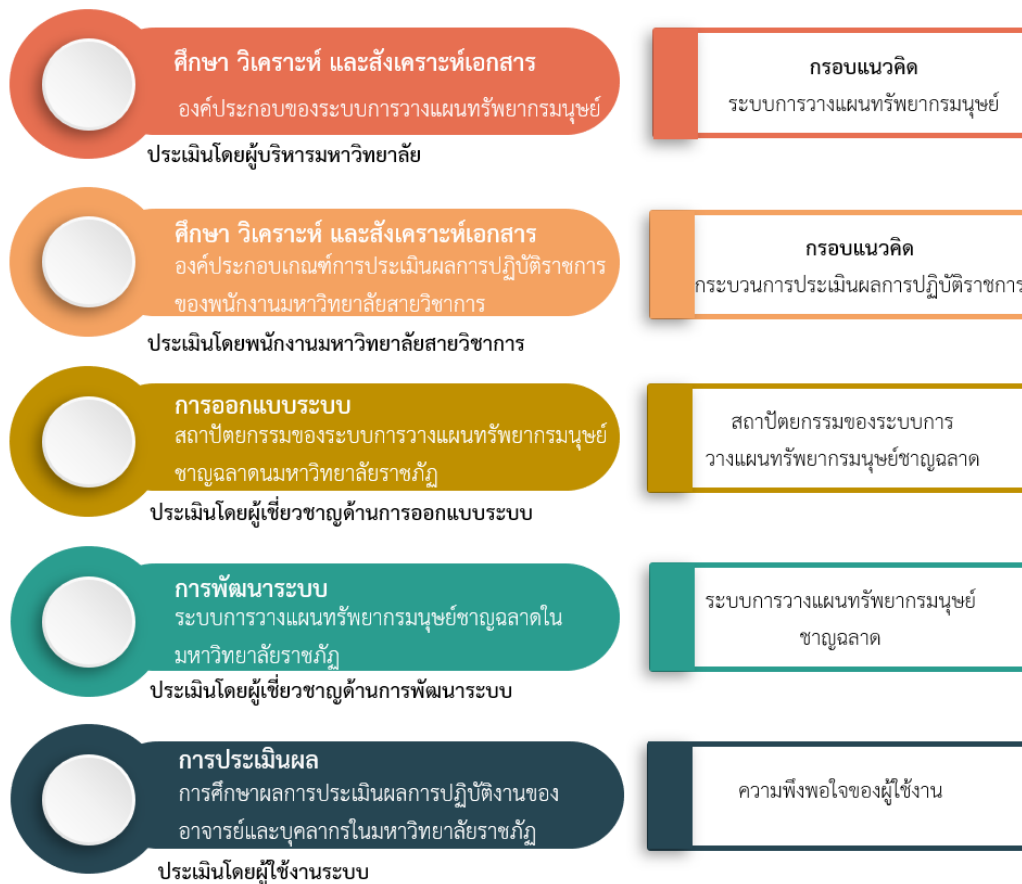 ศึกษา วิเคราะห์ และสังเคราะห์เอกสาร
องค์ประกอบของระบบการวางแผนทรัพยากรมนุษย์
ประเมินโดยผู้บริหารมหาวิทยาลัย
กรอบแนวคิด
ระบบการวางแผนทรัพยากรมนุษย์
ศึกษา วิเคราะห์ และสังเคราะห์เอกสาร
องค์ประกอบเกณฑ์การประเมินผลการปฏิบัติราชการ
ของพนักงานมหาวิทยาลัยสายวิชาการ
ประเมินโดยพนักงานมหาวิทยาลัยสายวิชาการ
กรอบแนวคิด
กระบวนการประเมินผลการปฏิบัติราชการ
การออกแบบระบบ
สถาปัตยกรรมของระบบการวางแผนทรัพยากรมนุษย์
ชาญฉลาดนมหาวิทยาลัยราชภัฏ
ประเมินโดยผู้เชี่ยวชาญด้านการออกแบบระบบ
สถาปัตยกรรมของระบบการ
วางแผนทรัพยากรมนุษย์ชาญฉลาด
การพัฒนาระบบ
ระบบการวางแผนทรัพยากรมนุษย์ชาญฉลาดใน
มหาวิทยาลัยราชภัฏ
ประเมินโดยผู้เชี่ยวชาญด้านการพัฒนาระบบ
ระบบการวางแผนทรัพยากรมนุษย์
ชาญฉลาด
การประเมินผล
การศึกษาผลการประเมินผลการปฏิบัติงานของ
อาจารย์และบุคลากรในมหาวิทยาลัยราชภัฏ
ประเมินโดยผู้ใช้งานระบบ
ความพึงพอใจของผู้ใช้งาน